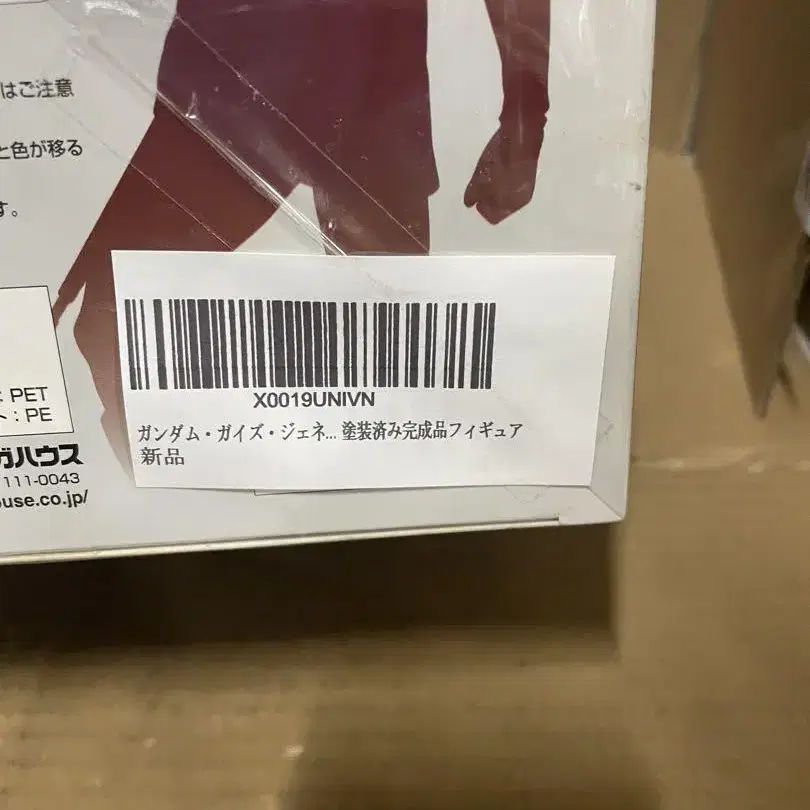 はご注意
と色が移る
す。
: PET
ト : PE
ガハウス
111-0043
ouse.co.jp/
X0019UNIVN
ガンダム・ガイズ・ジェネ... 塗装済み完成品フィギュア
新品